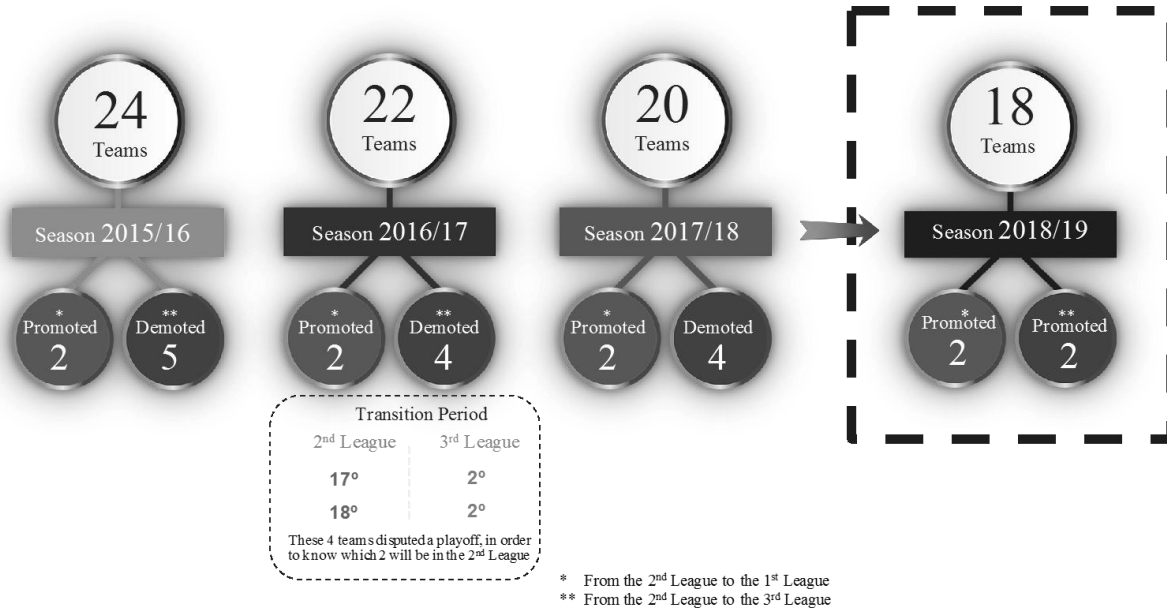 24
Teams
Season 2015/16
*
Promoted
2
**
Demoted
5
22
Teams
Season 2016/17
*
Promoted
2
**
Demoted
4
Transition Period
2nd League 3rd League
17º 2º
18º 2º
These 4 teams disputed a playoff, in order
to know which 2 will be in the 2nd League
20
Teams
Season 2017/18
*
Promoted
2
Demoted
4
18
Teams
Season 2018/19
*
Promoted
2
**
Promoted
2
* From the 2nd League to the 1st League
** From the 2nd League to the 3rd League